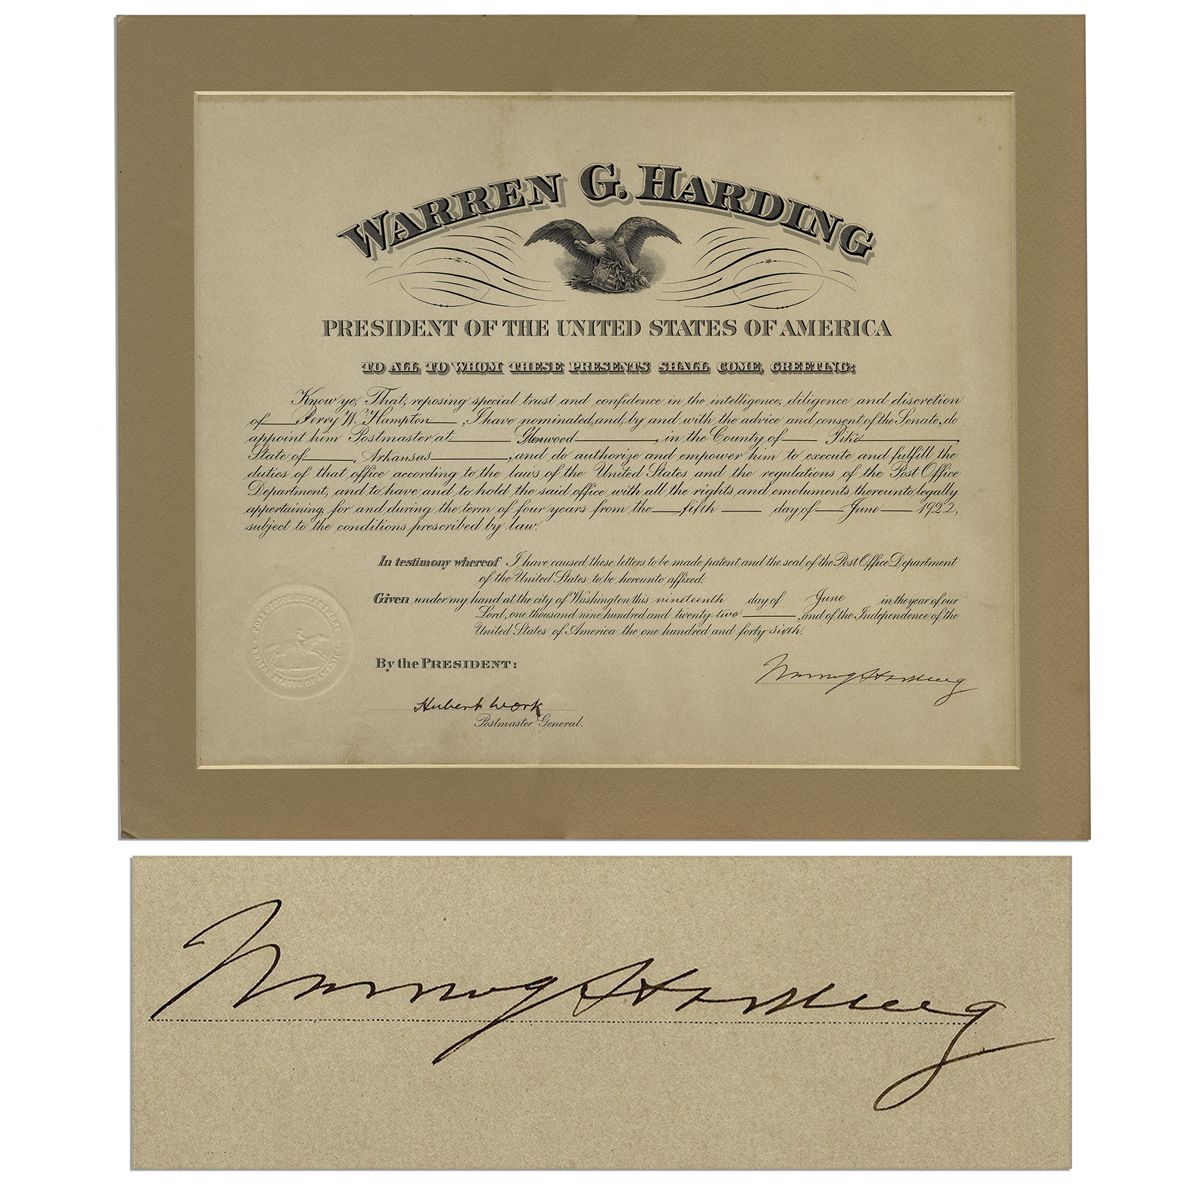 WARREN G. HARDING
PRESIDENT OF THE UNITED STATES OF AMERICA
TO ALL TO WHOM THESE PRESENTS SHALL COME, GREETING:
Know ye, That, reposing special trust and confidence in the intelligence, diligence and discretion
of Perry W. Hampton, I have nominated, and, by and with the advice and consent of the Senate, do
appoint him Postmaster at Glenwood, in the County of Pike
State of Arkansas, and do authorize and empower him to execute and fulfill the
duties of that office according to the laws of the United States and the regulations of the Post Office
Department, and to have and to hold the said office with all the rights and emoluments thereunto legally
appertaining, for and during the term of four years from the fifth day of June 1922,
subject to the conditions prescribed by law.
In testimony whereof I have caused these letters to be made patent and the seal of the Post Office Department
of the United States to be hereunto affixed.
Given under my hand at the city of Washington this nineteenth day of June in the year of our
Lord, one thousand nine hundred and twenty-two, and of the Independence of the
United States of America the one hundred and forty sixth.
POST OFFICE DEPARTMENT
UNITED STATES OF AMERICA
By the PRESIDENT:
Warren G Harding
Hubert Work
Postmaster General.
Warren G Harding